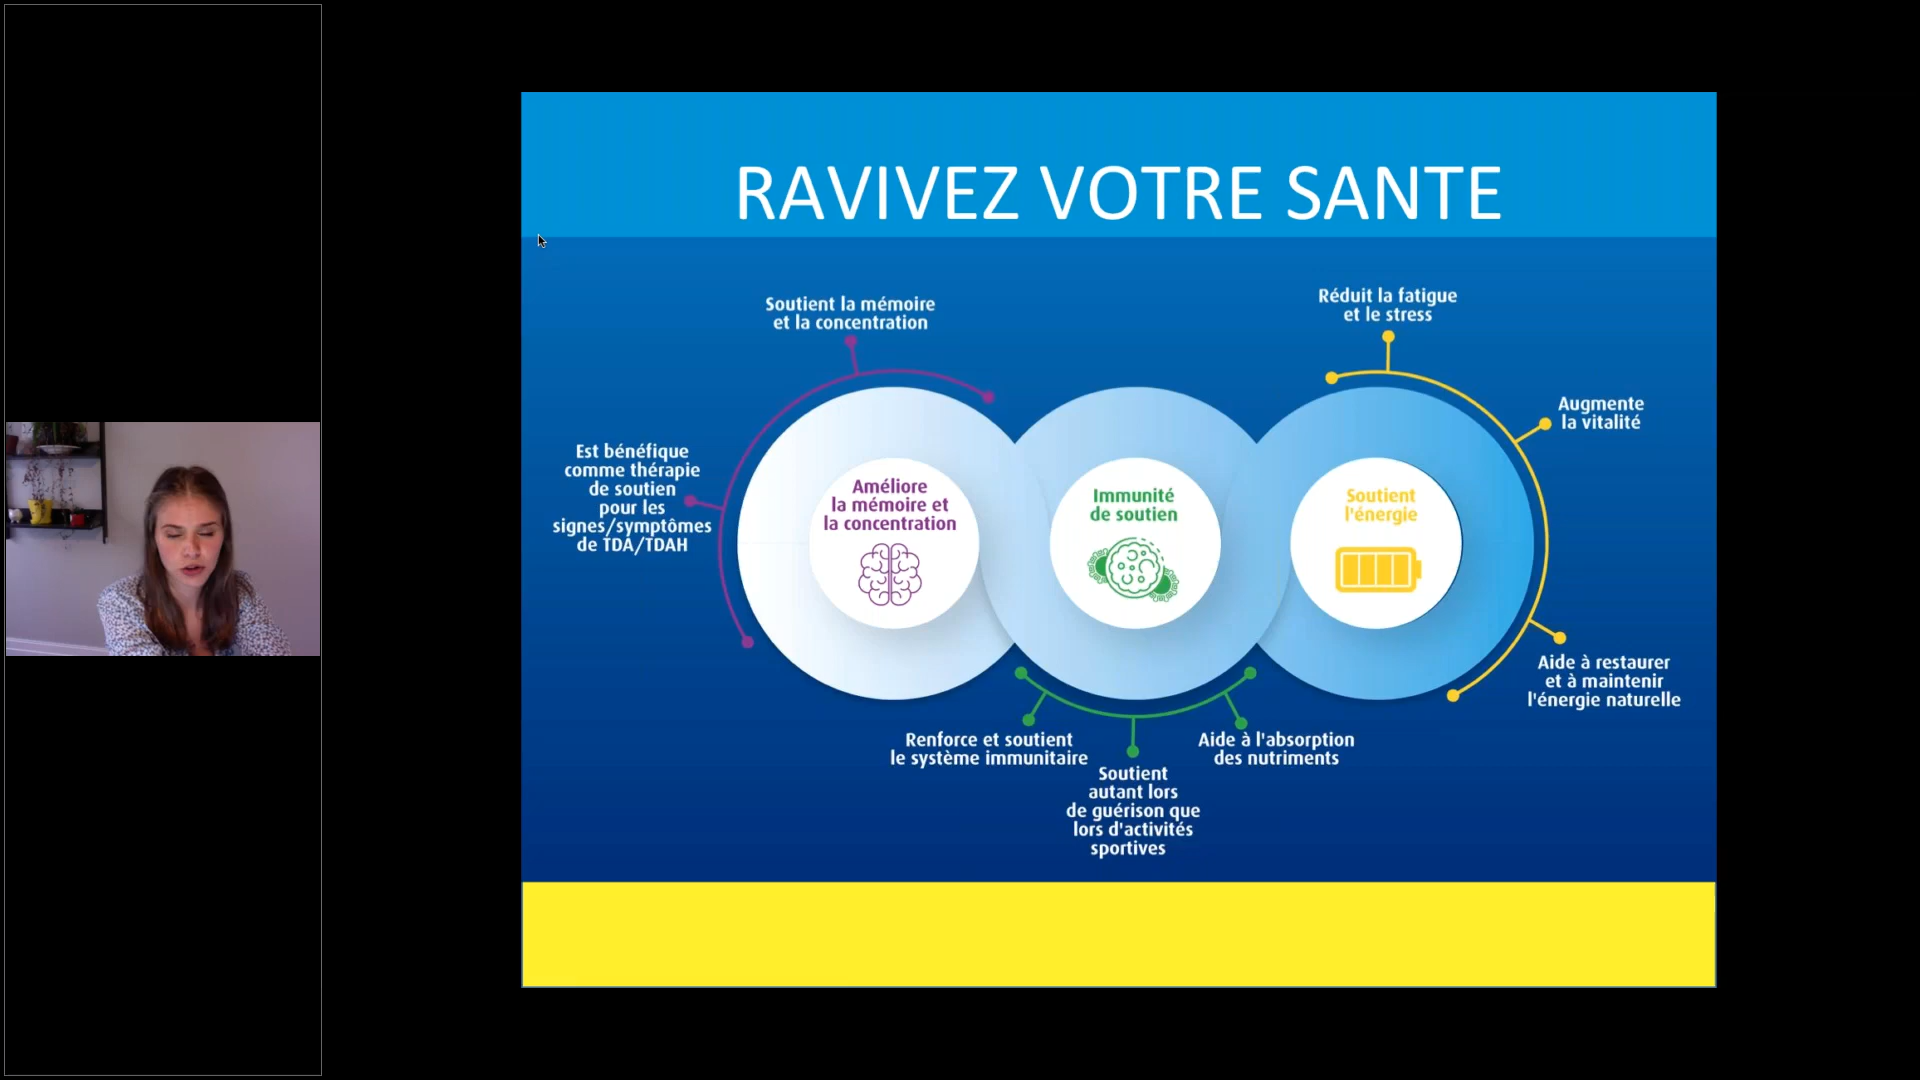 RAVIVEZ VOTRE SANTE
Soutient la mémoire
et la concentration
Réduit la fatigue
et le stress
Augmente
la vitalité
Est bénéfique
comme thérapie
de soutien
pour les
signes/symptômes
de TDA/TDAH
Améliore
la mémoire et
la concentration
Immunité
de soutien
Soutient
l'énergie
Aide à restaurer
et à maintenir
l'énergie naturelle
Renforce et soutient
le système immunitaire
Soutient
autant lors
de guérison que
lors d'activités
sportives
Aide à l'absorption
des nutriments